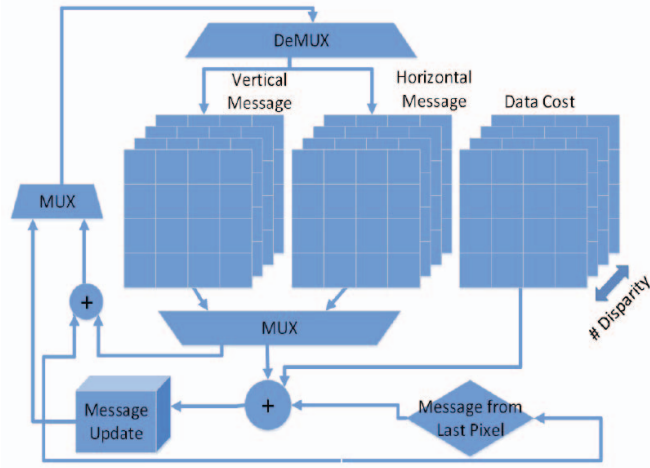 DeMUX
Vertical
Message
Horizontal
Message
Data Cost
MUX
# Disparity
+
MUX
Message
Update
+
Message from
Last Pixel